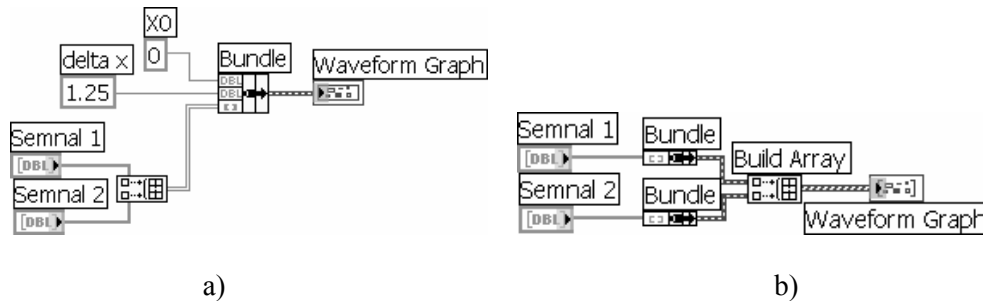 X0
0
delta x
1.25
Bundle
DBL
DBL
Waveform Graph
Semnal 1
[DBL]
Semnal 2
[DBL]
Semnal 1
[DBL]
Bundle
Semnal 2
[DBL]
Bundle
Build Array
Waveform Graph
a)
b)